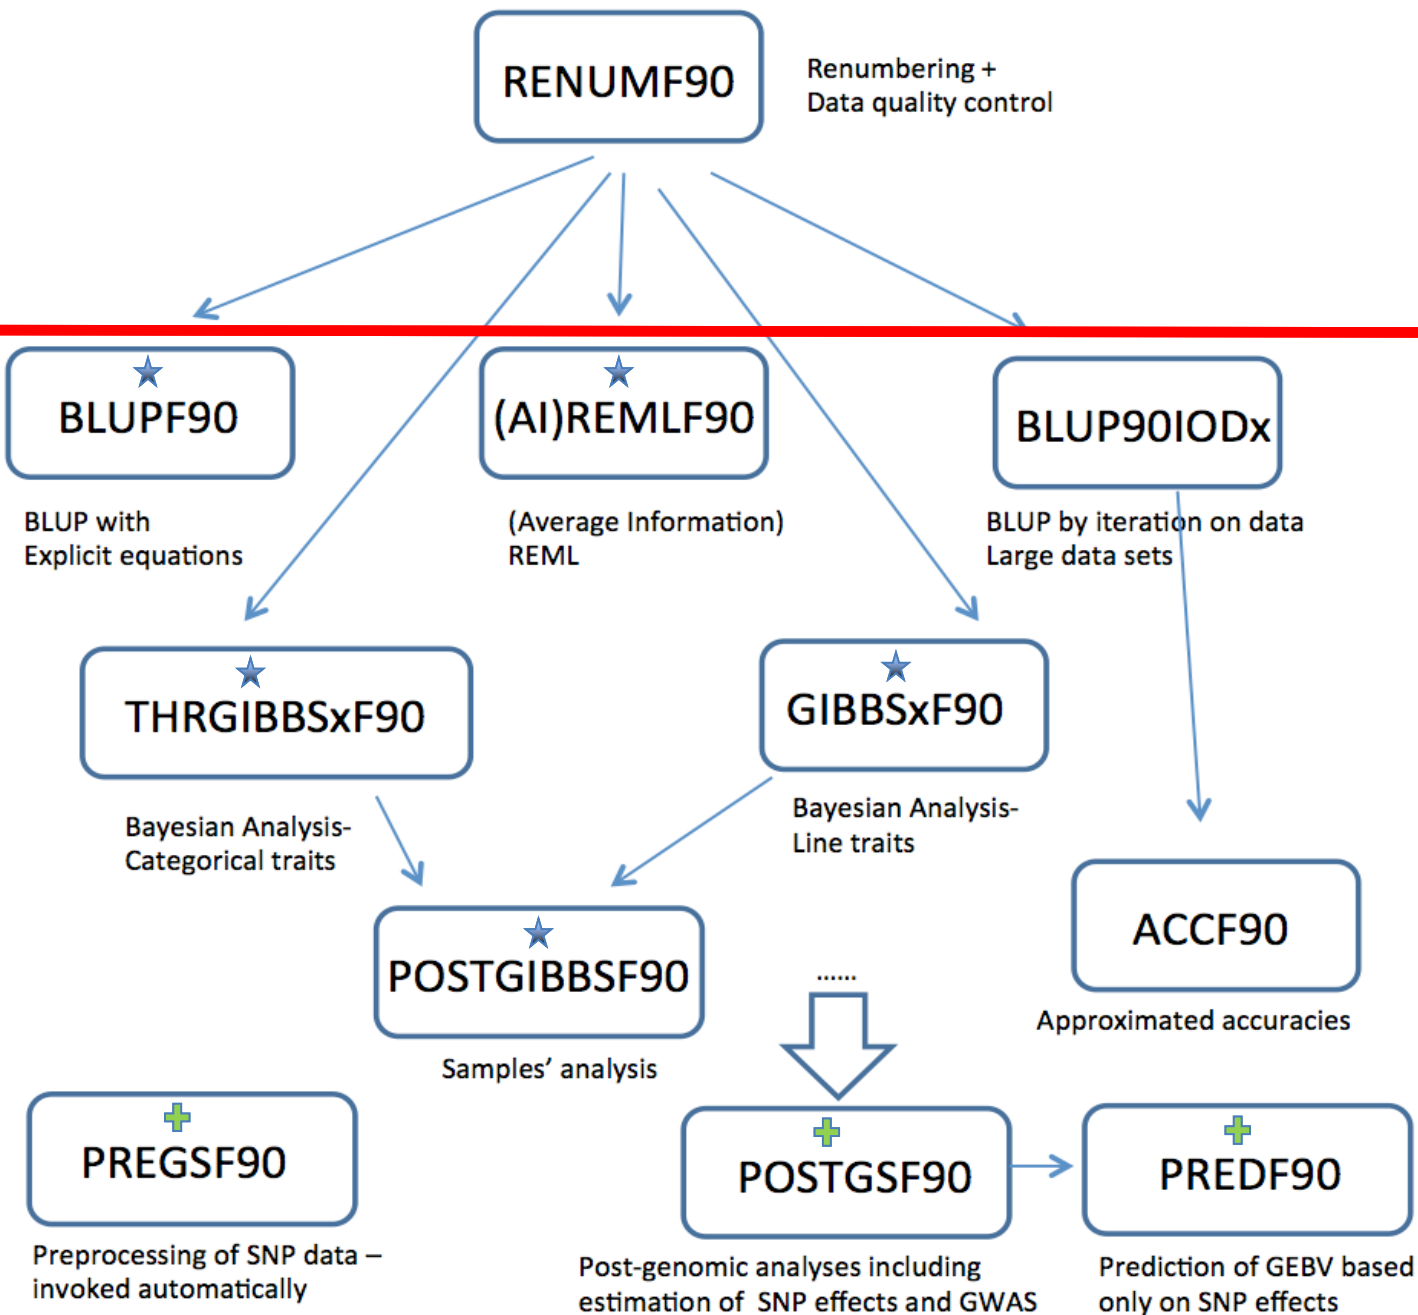 RENUMF90
Renumbering +
Data quality control
BLUPF90
(AI)REMLF90
BLUP90IODx
BLUP with
Explicit equations
(Average Information)
REML
BLUP by iteration on data
Large data sets
THRGIBBSxF90
GIBBSxF90
Bayesian Analysis-
Categorical traits
Bayesian Analysis-
Line traits
POSTGIBBSF90
Samples’ analysis
ACCF90
Approximated accuracies
......
PREGSF90
Preprocessing of SNP data –
invoked automatically
POSTGSF90
Post-genomic analyses including
estimation of SNP effects and GWAS
PREDF90
Prediction of GEBV based
only on SNP effects